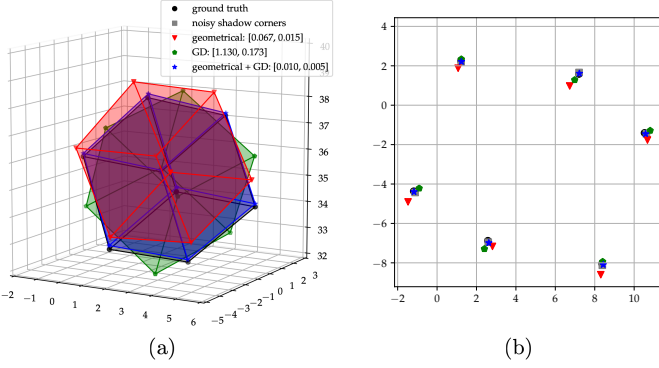 ground truth
noisy shadow corners
geometrical: [0.067, 0.015]
GD: [1.130, 0.173]
geometrical + GD: [0.010, 0.005]
40
39
38
37
36
35
34
33
32
−2 −1 0 1 2 3 4 5 6
−5 −4 −3 −2 −1 0 1 2 3
(a)
4
2
0
−2
−4
−6
−8
−2 0 2 4 6 8 10
(b)